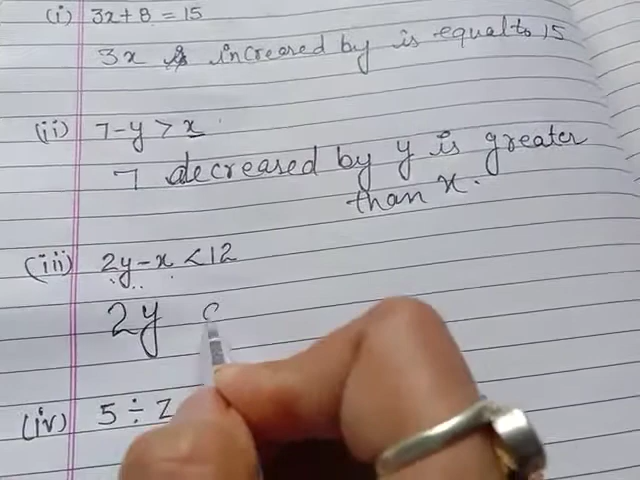 (i) 3x+8 = 15
3x increased by is equal to 15
(ii) 7-y > x
7 decreased by y is greater
than x.
(iii) 2y-x <12
2y
(iv) 5 ÷ z